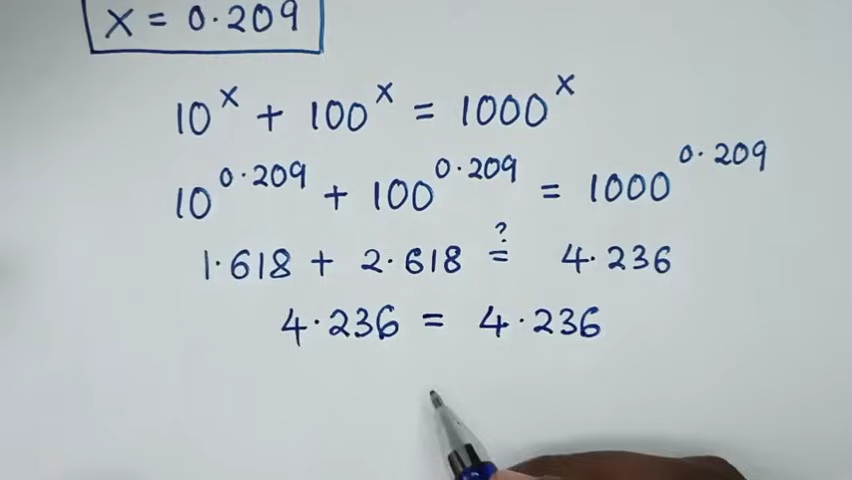 x = 0.209
10^x + 100^x = 1000^x
10^0.209 + 100^0.209 = 1000^0.209
1.618 + 2.618 ≟ 4.236
4.236 = 4.236